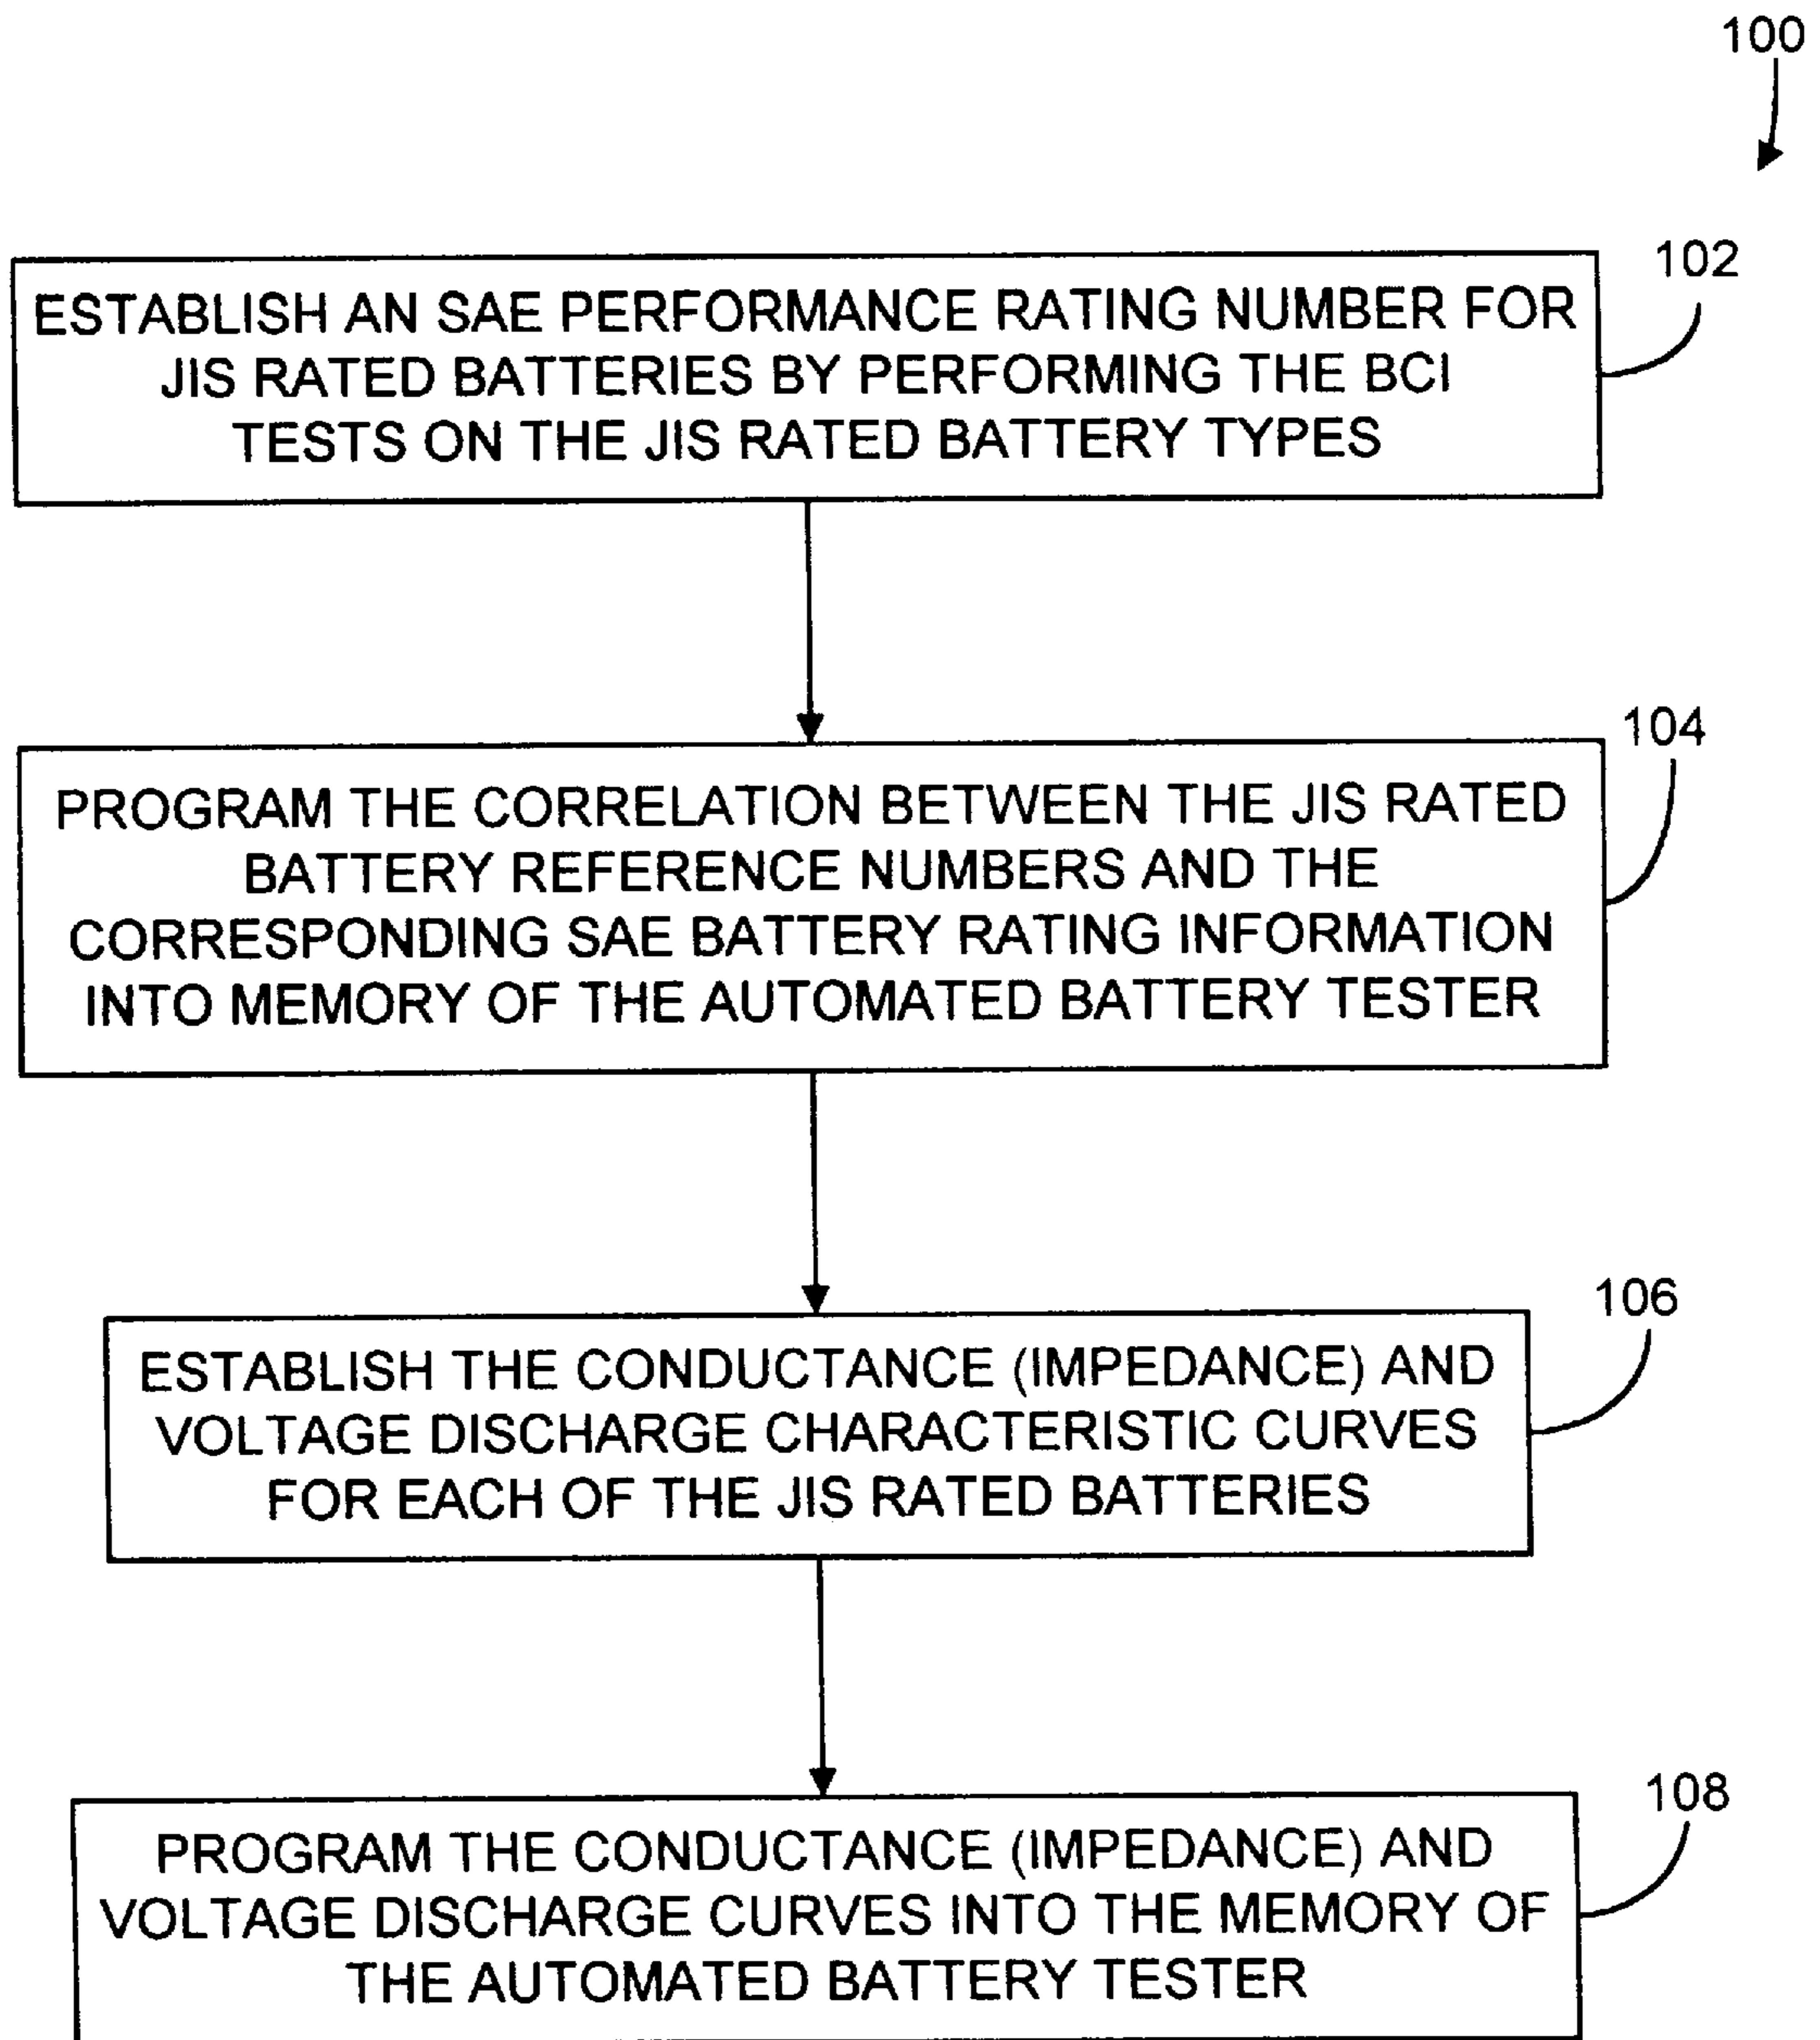 100
102
ESTABLISH AN SAE PERFORMANCE RATING NUMBER FOR
JIS RATED BATTERIES BY PERFORMING THE BCI
TESTS ON THE JIS RATED BATTERY TYPES
104
PROGRAM THE CORRELATION BETWEEN THE JIS RATED
BATTERY REFERENCE NUMBERS AND THE
CORRESPONDING SAE BATTERY RATING INFORMATION
INTO MEMORY OF THE AUTOMATED BATTERY TESTER
106
ESTABLISH THE CONDUCTANCE (IMPEDANCE) AND
VOLTAGE DISCHARGE CHARACTERISTIC CURVES
FOR EACH OF THE JIS RATED BATTERIES
108
PROGRAM THE CONDUCTANCE (IMPEDANCE) AND
VOLTAGE DISCHARGE CURVES INTO THE MEMORY OF
THE AUTOMATED BATTERY TESTER